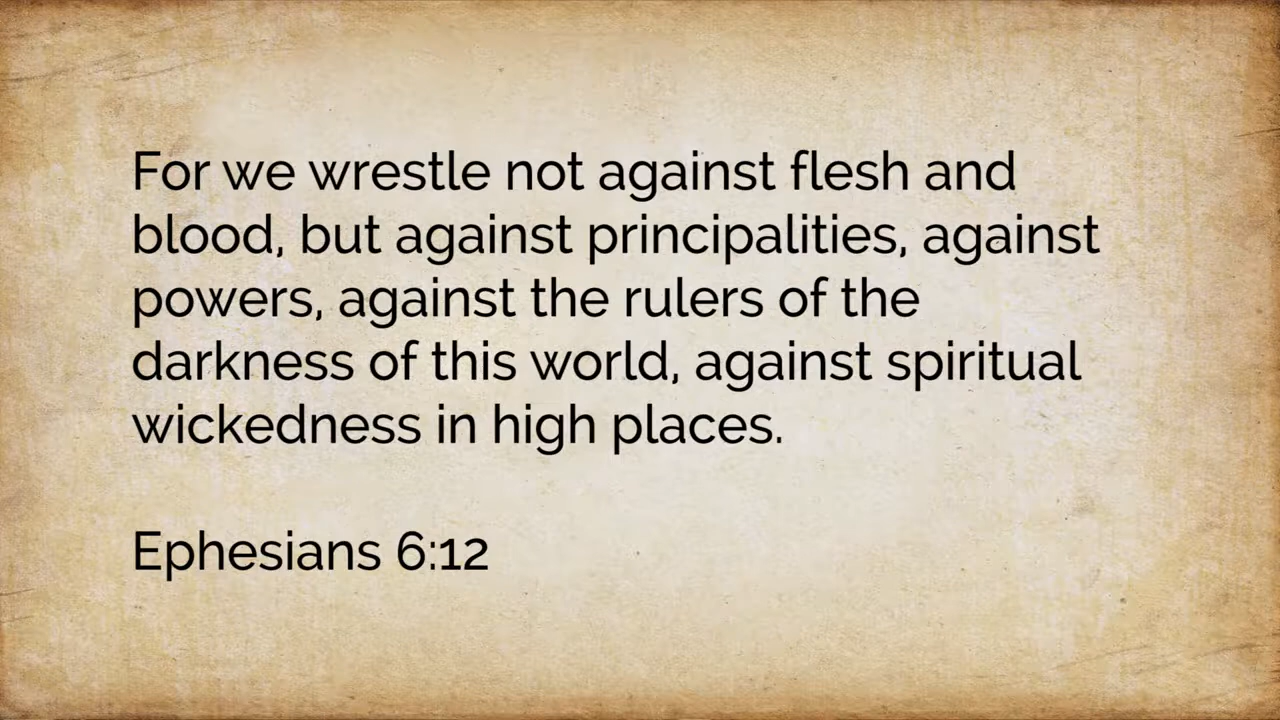 For we wrestle not against flesh and
blood, but against principalities, against
powers, against the rulers of the
darkness of this world, against spiritual
wickedness in high places.
Ephesians 6:12